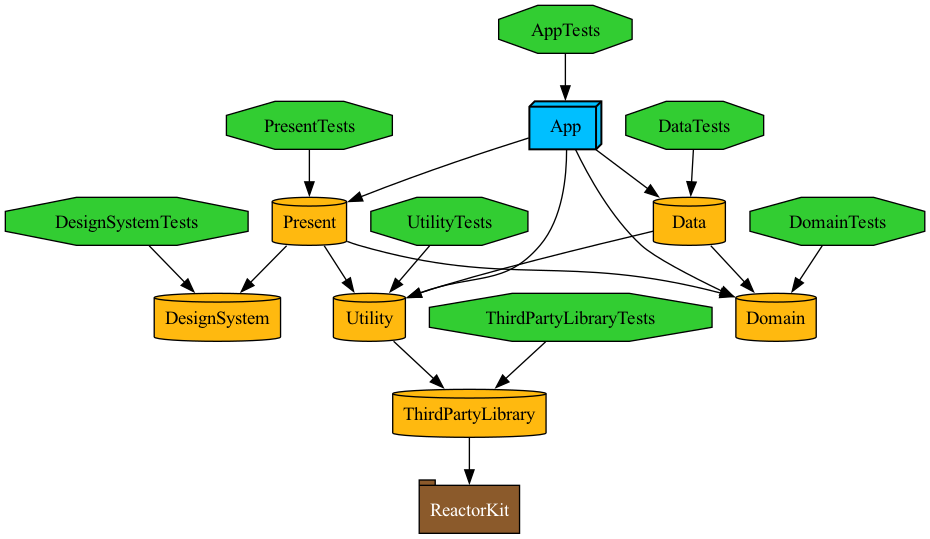 AppTests
PresentTests
App
DataTests
DesignSystemTests
Present
UtilityTests
Data
DomainTests
DesignSystem
Utility
ThirdPartyLibraryTests
Domain
ThirdPartyLibrary
ReactorKit